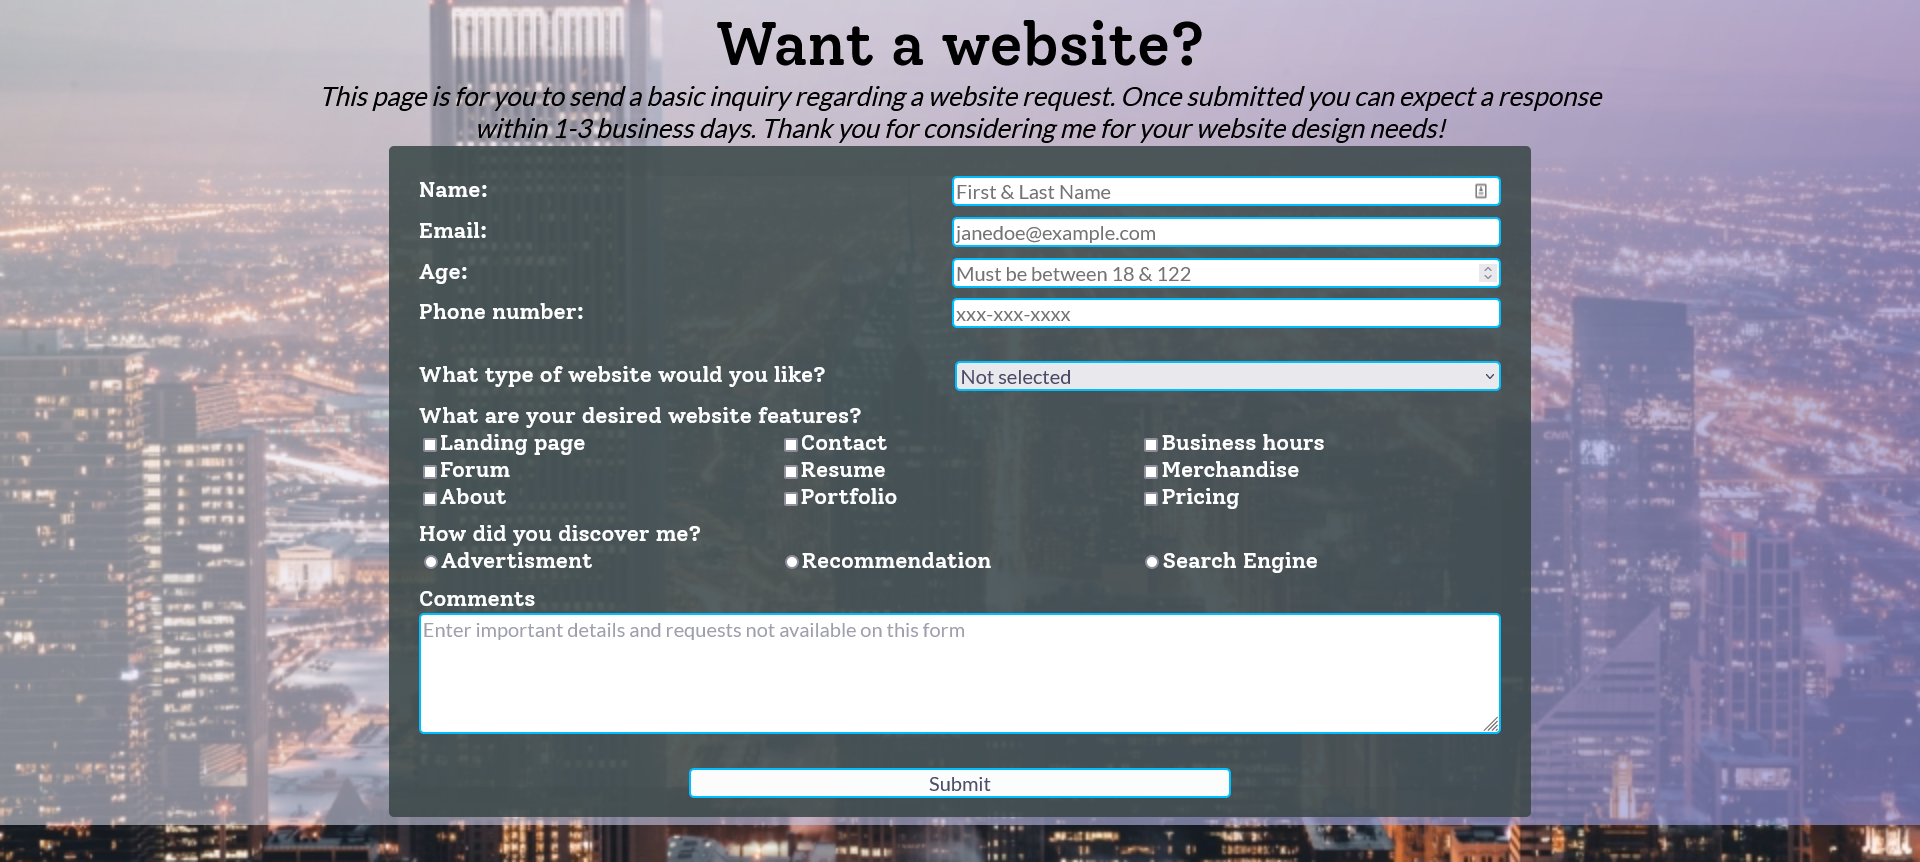 Want a website?
This page is for you to send a basic inquiry regarding a website request. Once submitted you can expect a response
within 1-3 business days. Thank you for considering me for your website design needs!
Name:
First & Last Name
Email:
janedoe@example.com
Age:
Must be between 18 & 122
Phone number:
xxx-xxx-xxxx
What type of website would you like?
Not selected
What are your desired website features?
Landing page Contact Business hours
Forum Resume Merchandise
About Portfolio Pricing
How did you discover me?
Advertisment Recommendation Search Engine
Comments
Enter important details and requests not available on this form
Submit